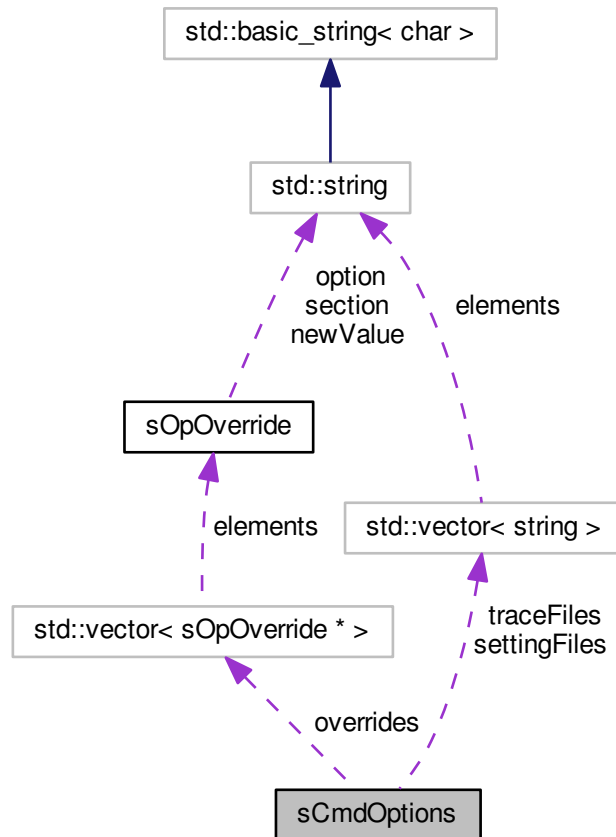 std::basic_string< char >
std::string
option
section
newValue
elements
sOpOverride
std::vector< string >
elements
std::vector< sOpOverride * >
traceFiles
settingFiles
overrides
sCmdOptions